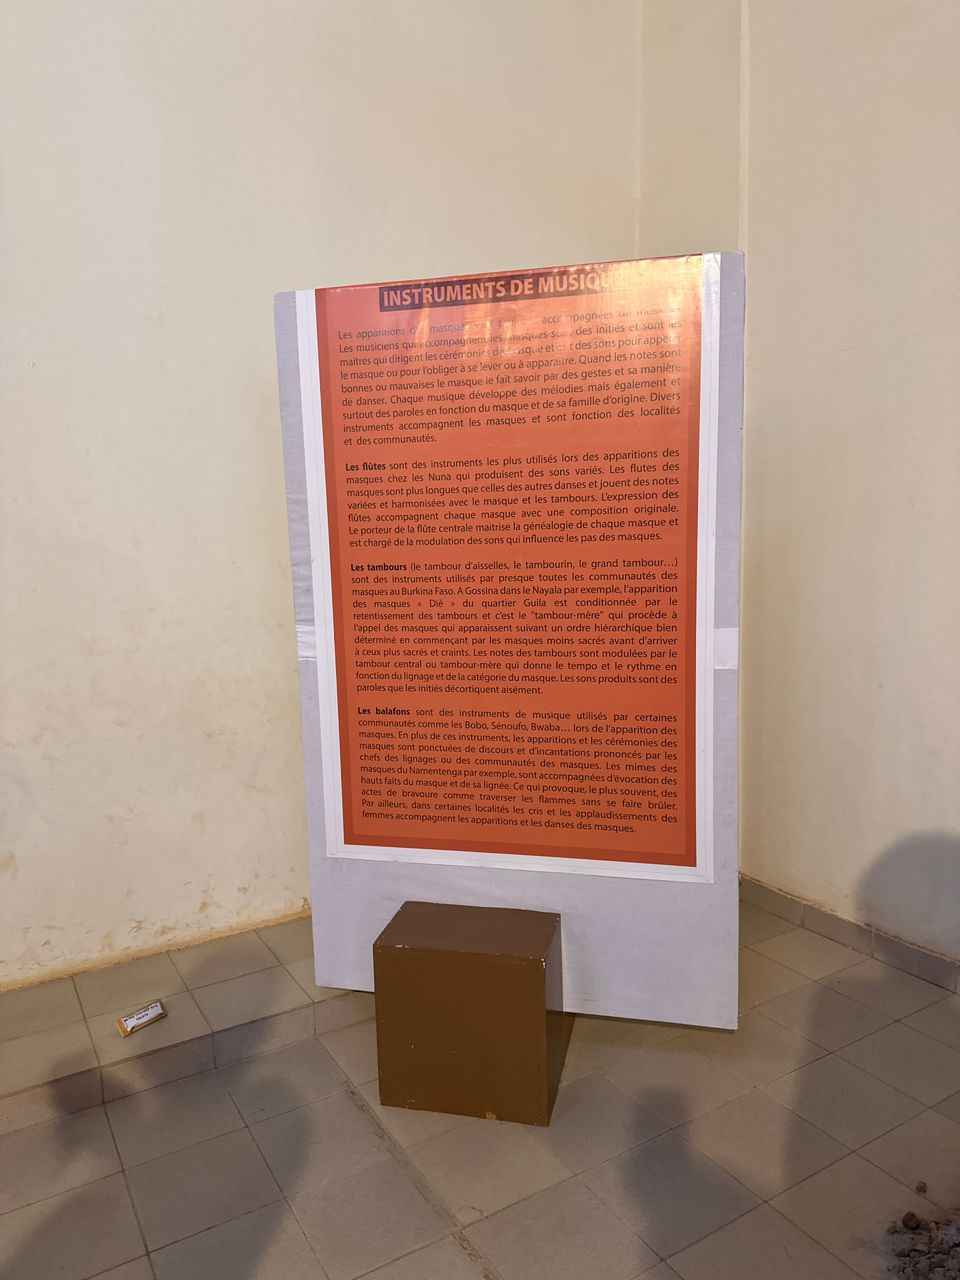 INSTRUMENTS DE MUSIQU
Les apparitions masques sont accompagnées de musique
Les musiciens qui accompagnent les masques sont des initiés et sont les
maitres qui dirigent les cérémonies de masque et ont des sons pour appeler
le masque ou pour l'obliger à se lever ou à apparaitre. Quand les notes sont
bonnes ou mauvaises le masque le fait savoir par des gestes et sa manière
de danser. Chaque musique développe des mélodies mais également et
surtout des paroles en fonction du masque et de sa famille d'origine. Divers
instruments accompagnent les masques et sont fonction des localités
et des communautés.
Les flûtes sont des instruments les plus utilisés lors des apparitions des
masques chez les Nuna qui produisent des sons variés. Les flutes des
masques sont plus longues que celles des autres danses et jouent des notes
variées et harmonisées avec le masque et les tambours. L'expression des
flûtes accompagnent chaque masque avec une composition originale.
Le porteur de la flûte centrale maitrise la généalogie de chaque masque et
est chargé de la modulation des sons qui influence les pas des masques.
Les tambours (le tambour d'aisselles, le tambourin, le grand tambour...)
sont des instruments utilisés par presque toutes les communautés des
masques au Burkina Faso. A Gossina dans le Nayala par exemple, l'apparition
des masques « Dié » du quartier Guila est conditionnée par le
retentissement des tambours et c'est le "tambour-mère" qui procède à
l'appel des masques qui apparaissent suivant un ordre hiérarchique bien
déterminé en commençant par les masques moins sacrés avant d'arriver
à ceux plus sacrés et craints. Les notes des tambours sont modulées par le
tambour central ou tambour-mère qui donne le tempo et le rythme en
fonction du lignage et de la catégorie du masque. Les sons produits sont des
paroles que les initiés décortiquent aisément.
Les balafons sont des instruments de musique utilisés par certaines
communautés comme les Bobo, Sénoufo, Bwaba... lors de l'apparition des
masques. En plus de ces instruments, les apparitions et les cérémonies des
masques sont ponctuées de discours et d'incantations prononcés par les
chefs des lignages ou des communautés des masques. Les mimes des
masques du Namentenga par exemple, sont accompagnées d'évocation des
hauts faits du masque et de sa lignée. Ce qui provoque, le plus souvent, des
actes de bravoure comme traverser les flammes sans se faire brûler.
Par ailleurs, dans certaines localités les cris et les applaudissements des
femmes accompagnent les apparitions et les danses des masques.